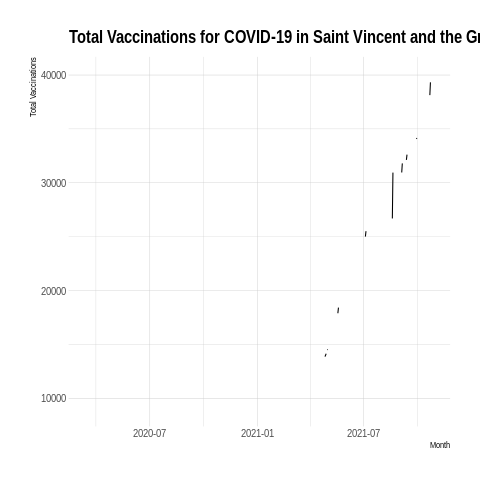 Total Vaccinations for COVID-19 in Saint Vincent and the
Total Vaccinations
40000
30000
20000
10000
2020-07
2021-01
2021-07
Month